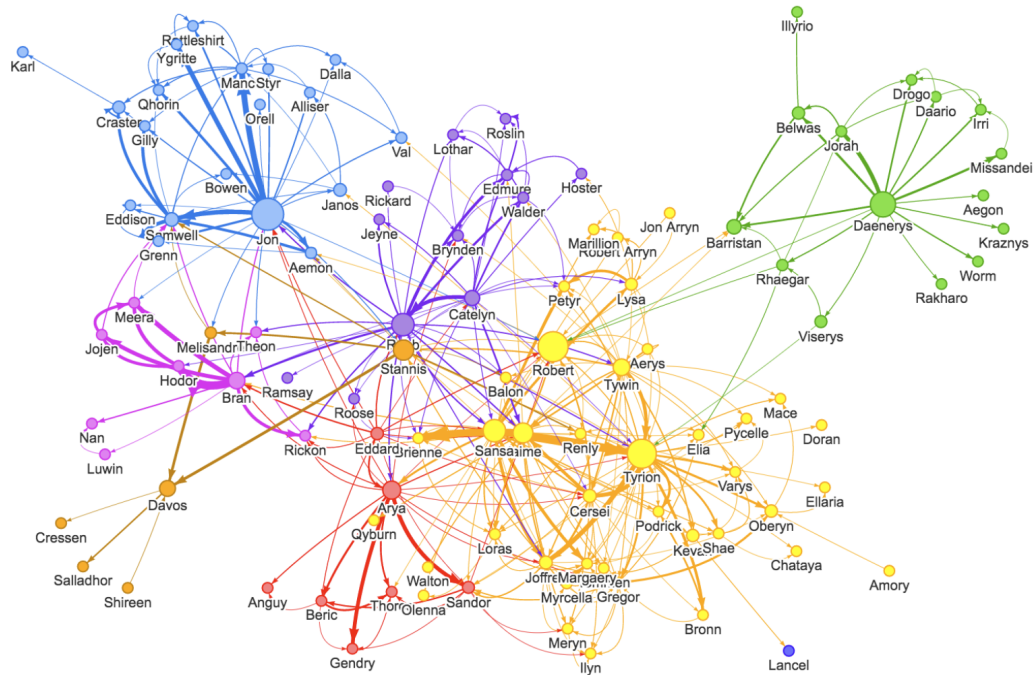 Illyrio
Rattleshirt
Ygritte
Karl
Dalla
Styr
Alliser
Qhorin
Craster
Orell
Gilly
Val
Bowen
Janos
Eddison
Samwell
Jon
Grenn
Aemon
Roslin
Lothar
Edmure
Hoster
Walder
Rickard
Jeyne
Brynden
Catelyn
Jon Arryn
Marillion
Robert Arryn
Petyr
Lysa
Drogo
Daario
Irri
Belwas
Jorah
Missandei
Aegon
Barristan
Daenerys
Kraznys
Rhaegar
Worm
Rakharo
Viserys
Meera
Jojen
Theon
Hodor
Stannis
Robert
Aerys
Tywin
Bran
Ramsay
Balon
Roose
Mace
Nan
Rickon
Eddard
Sansa
Renly
Elia
Pycelle
Doran
Luwin
Tyrion
Varys
Davos
Arya
Cersei
Ellaria
Podrick
Oberyn
Cressen
Qyburn
Loras
Shae
Chataya
Salladhor
Walton
Margaery
Amory
Shireen
Anguy
Beric
Olenna
Sandor
Myrcella
Gregor
Bronn
Meryn
Gendry
Ilyn
Lancel